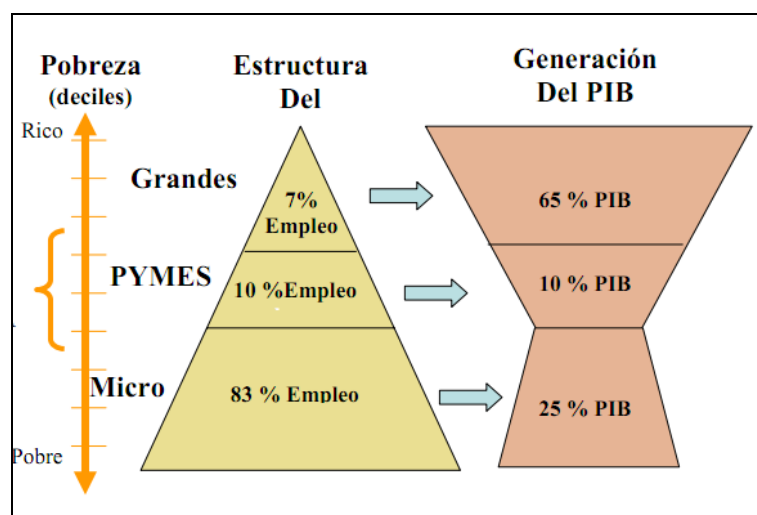 Pobreza
(deciles)
Estructura
Del
Generación
Del PIB
Rico
Grandes
7%
Empleo
65 % PIB
PYMES
10 %Empleo
10 % PIB
Micro
83 % Empleo
25 % PIB
Pobre